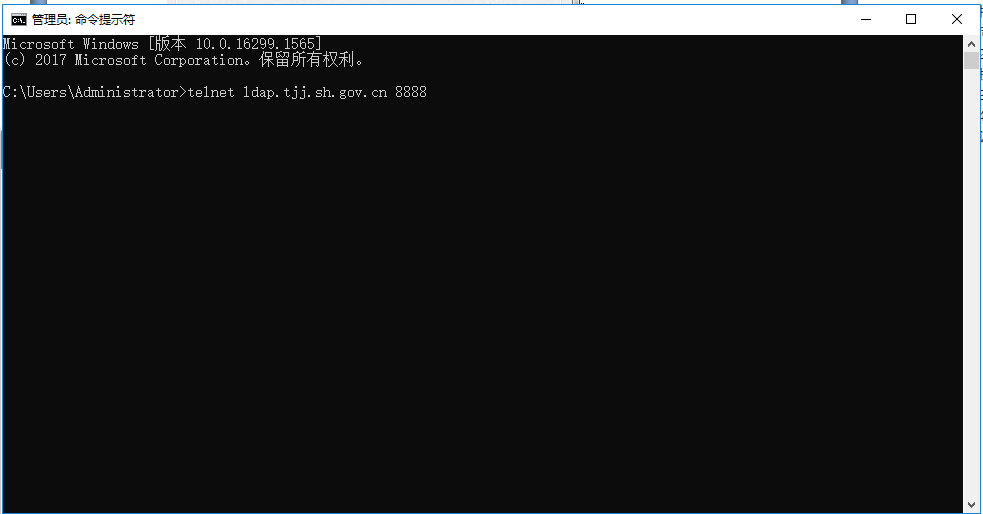 管理员: 命令提示符
Microsoft Windows [版本 10.0.16299.1565]
(c) 2017 Microsoft Corporation。保留所有权利。
C:\Users\Administrator>telnet ldap.tjj.sh.gov.cn 8888